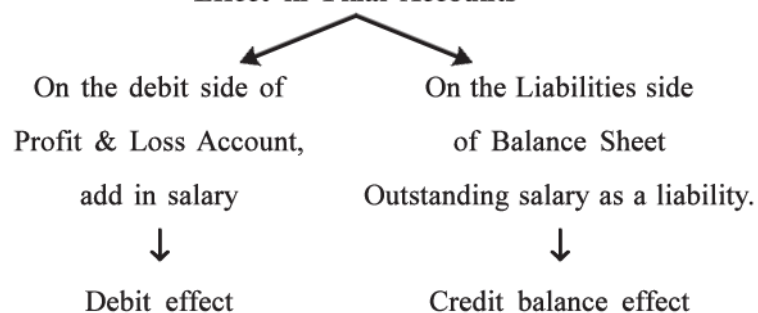 On the debit side of
Profit & Loss Account,
add in salary
Debit effect
On the Liabilities side
of Balance Sheet
Outstanding salary as a liability.
Credit balance effect